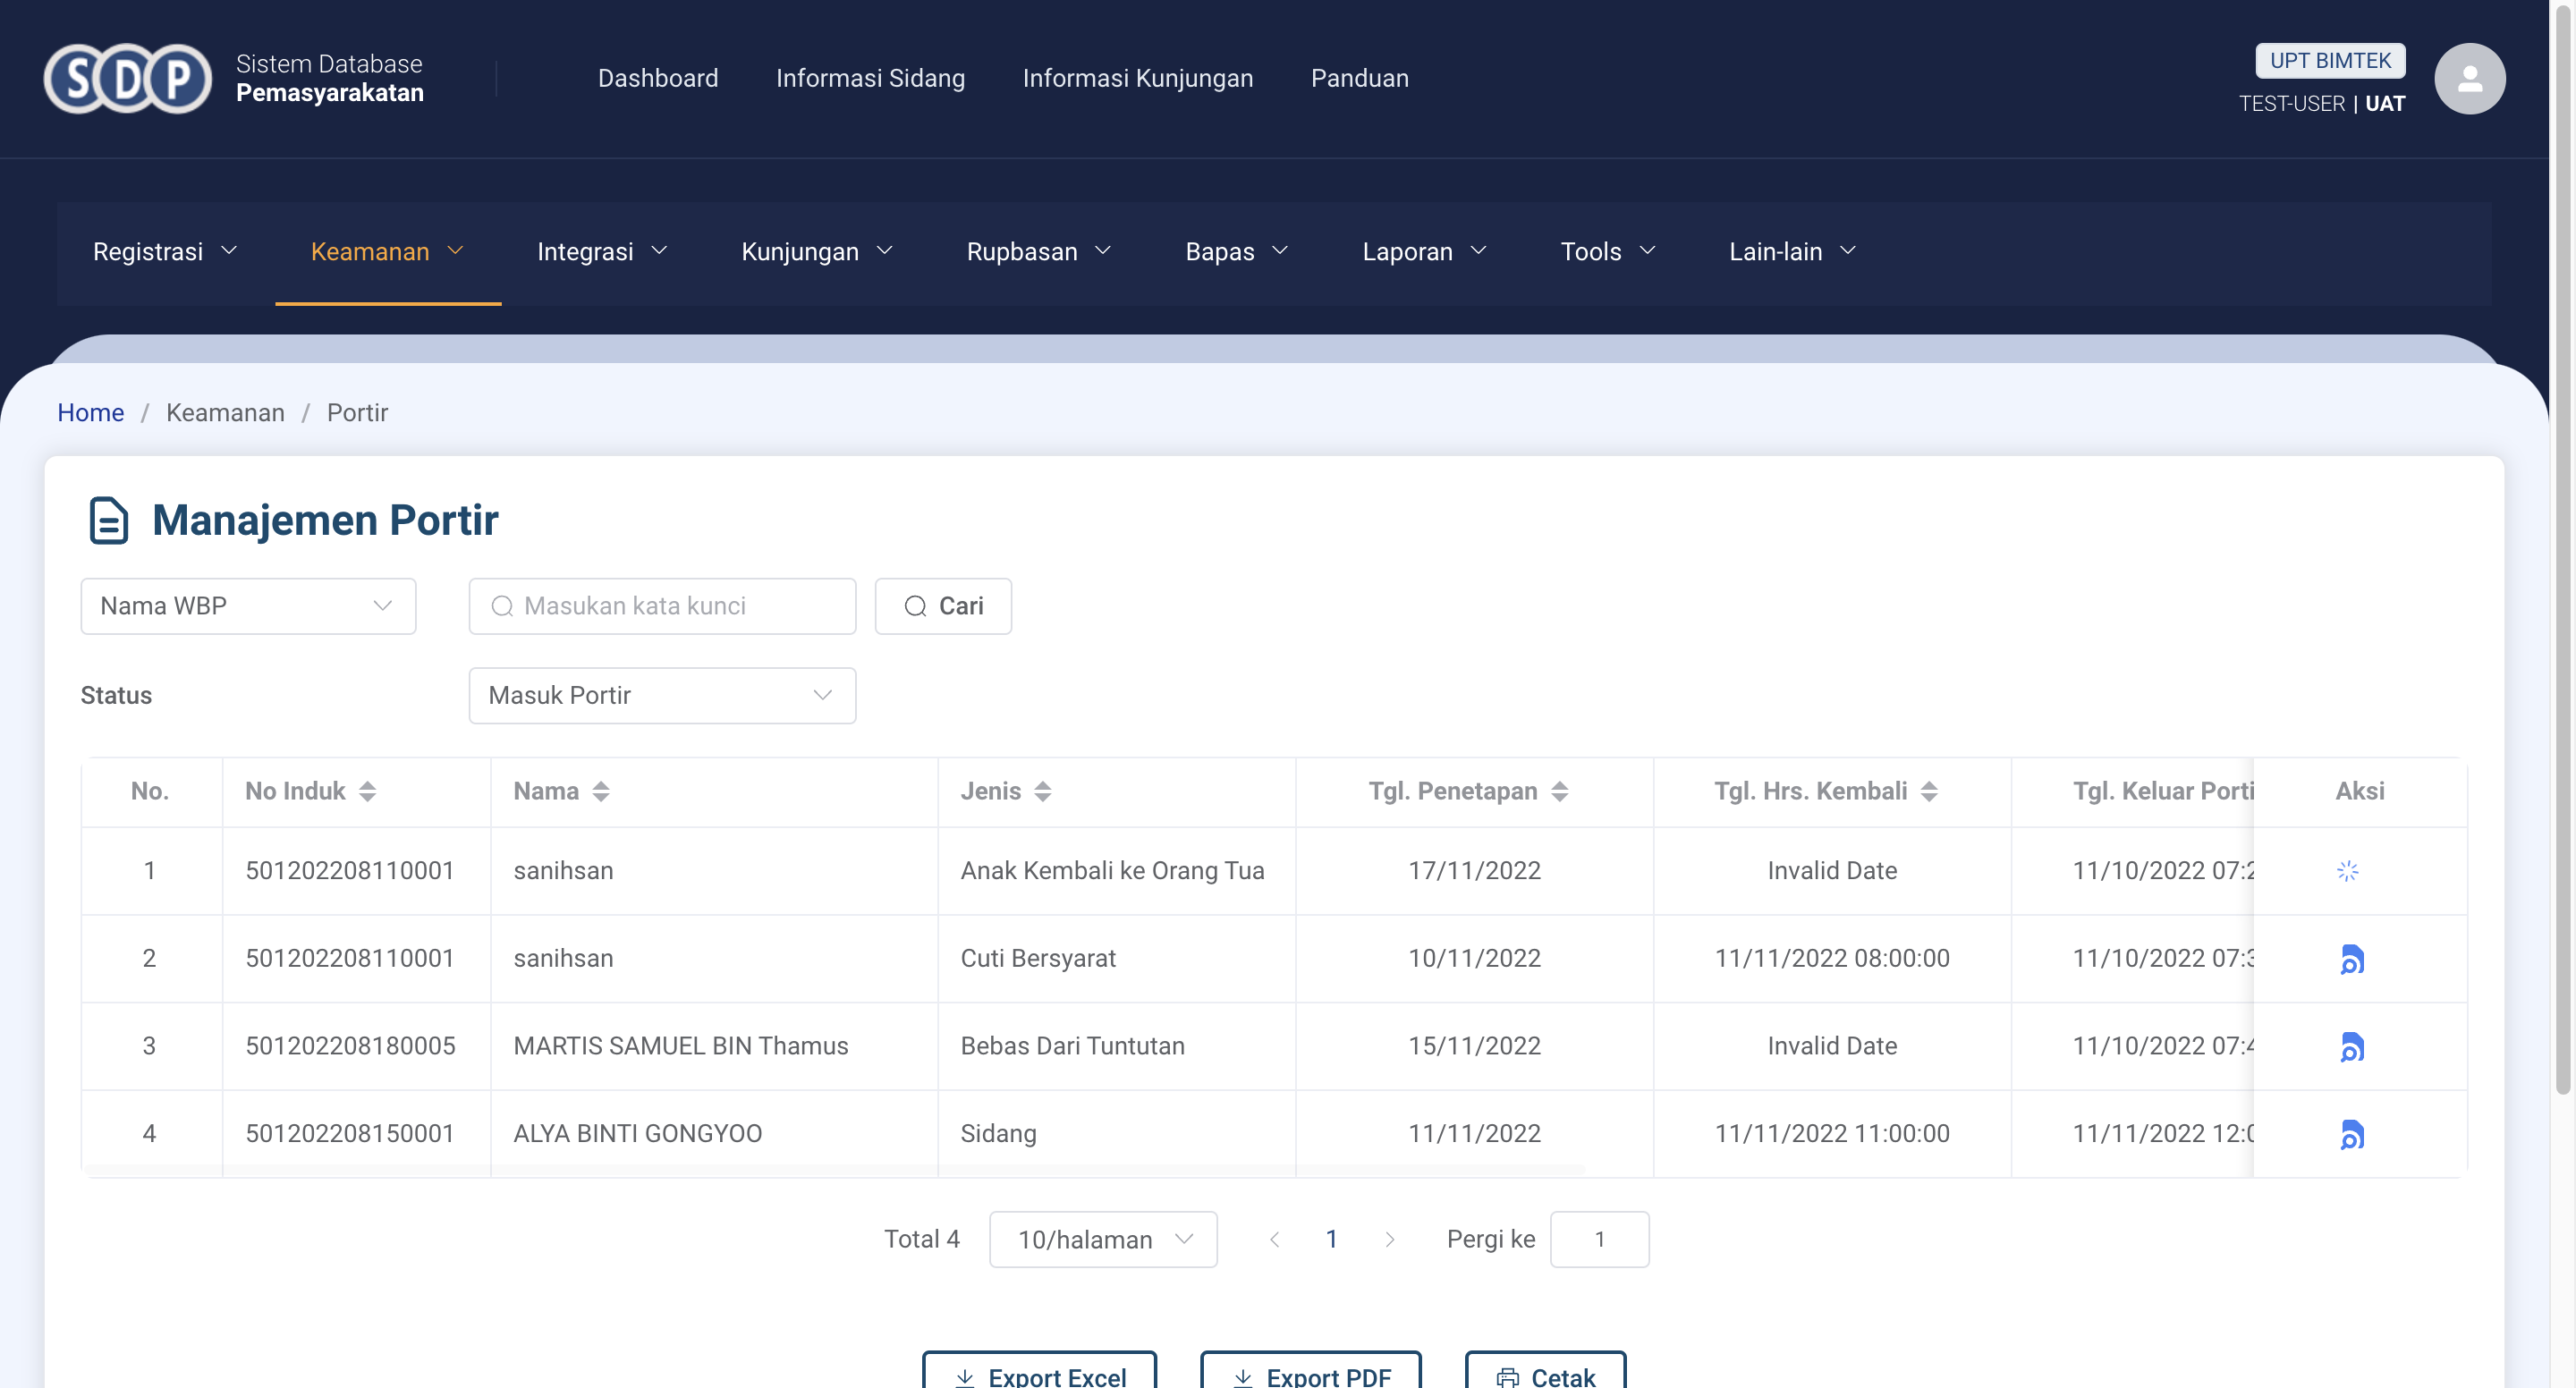 SDP
Sistem Database
Pemasyarakatan
Dashboard
Informasi Sidang
Informasi Kunjungan
Panduan
UPT BIMTEK
TEST-USER | UAT
Registrasi
Keamanan
Integrasi
Kunjungan
Rupbasan
Bapas
Laporan
Tools
Lain-lain
Home / Keamanan / Portir
Manajemen Portir
Nama WBP
Masukan kata kunci
Cari
Status
Masuk Portir
No. No Induk Nama Jenis Tgl. Penetapan Tgl. Hrs. Kembali Tgl. Keluar Porti Aksi
1 501202208110001 sanihsan Anak Kembali ke Orang Tua 17/11/2022 Invalid Date 11/10/2022 07:2
2 501202208110001 sanihsan Cuti Bersyarat 10/11/2022 11/11/2022 08:00:00 11/10/2022 07:3
3 501202208180005 MARTIS SAMUEL BIN Thamus Bebas Dari Tuntutan 15/11/2022 Invalid Date 11/10/2022 07:4
4 501202208150001 ALYA BINTI GONGYOO Sidang 11/11/2022 11/11/2022 11:00:00 11/11/2022 12:0
Total 4 10/halaman 1 Pergi ke 1
Export Excel
Export PDF
Cetak